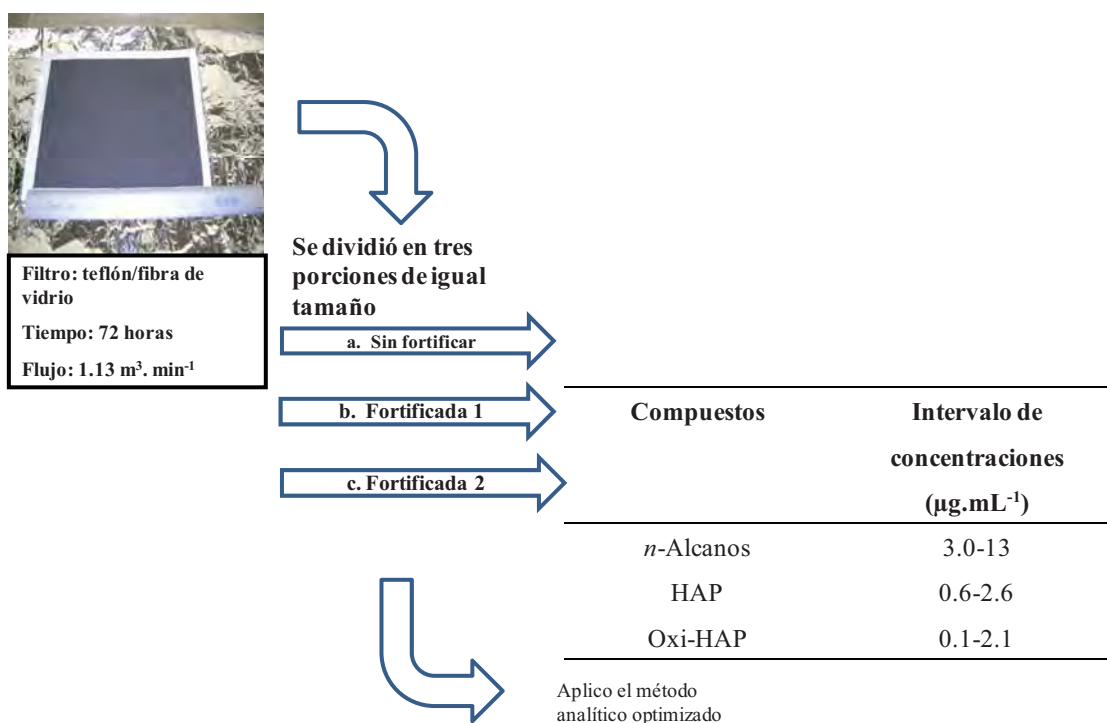 Filtro: teflón/fibra de
vidrio
Tiempo: 72 horas
Flujo: 1.13 m³. min⁻¹
Se dividió en tres
porciones de igual
tamaño
a. Sin fortificar
b. Fortificada 1
c. Fortificada 2
Compuestos
Intervalo de
concentraciones
(µg.mL⁻¹)
n-Alcanos 3.0-13
HAP 0.6-2.6
Oxi-HAP 0.1-2.1
Aplico el método
analítico optimizado